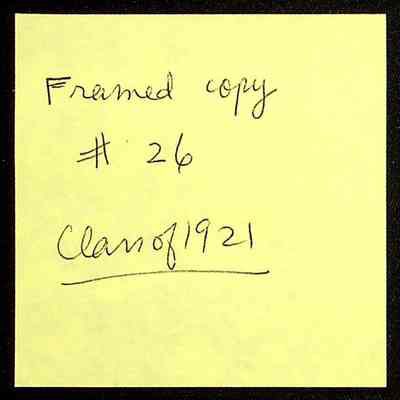 Framed copy
# 26
Class of 1921